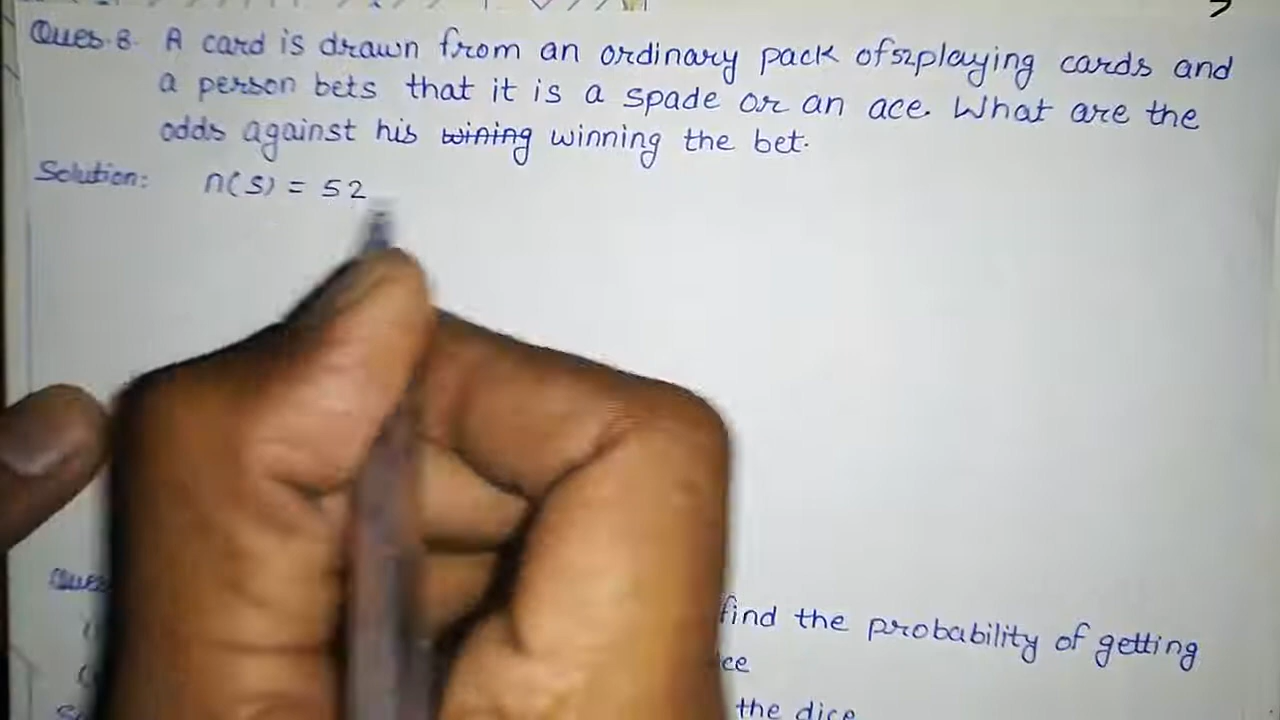 Ques. 8. A card is drawn from an ordinary pack of 52 playing cards and
a person bets that it is a spade or an ace. What are the
odds against his wining winning the bet.
Solution: n(S) = 52
Ques
find the probability of getting
ce
the dice